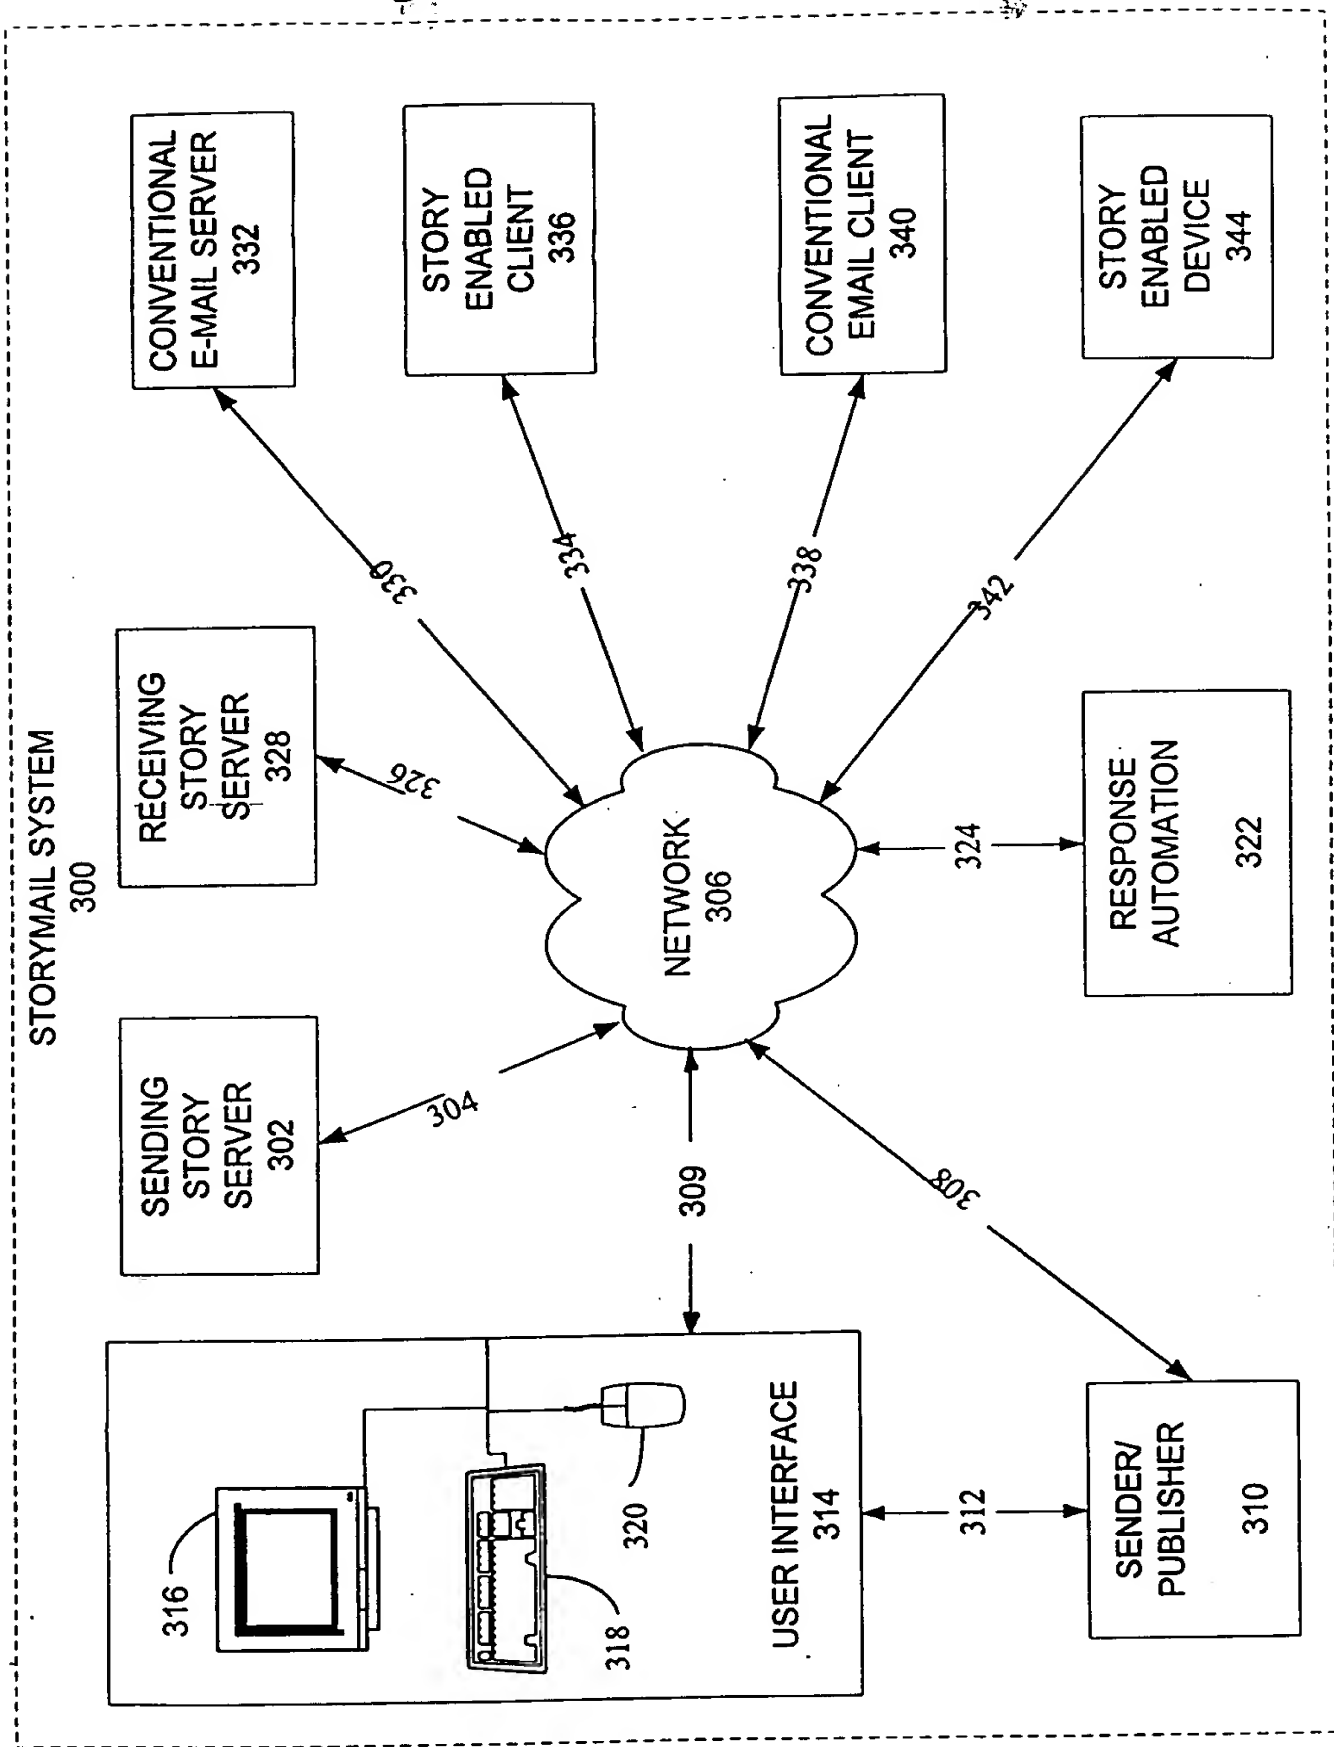 STORYMAIL SYSTEM
300
SENDING
STORY
SERVER
302
RECEIVING
STORY
SERVER
328
CONVENTIONAL
E-MAIL SERVER
332
STORY
ENABLED
CLIENT
336
CONVENTIONAL
EMAIL CLIENT
340
STORY
ENABLED
DEVICE
344
304
326
330
334
338
342
NETWORK
306
309
308
324
316
318
320
USER INTERFACE
314
312
SENDER/
PUBLISHER
310
RESPONSE
AUTOMATION
322